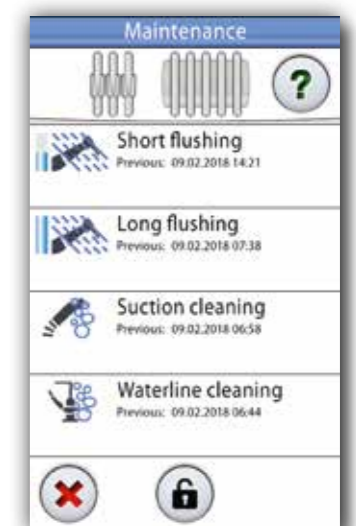 Maintenance
?
Short flushing
Previous: 09.02.2018 14:21
Long flushing
Previous: 09.02.2018 07:38
Suction cleaning
Previous: 09.02.2018 06:58
Waterline cleaning
Previous: 09.02.2018 06:44